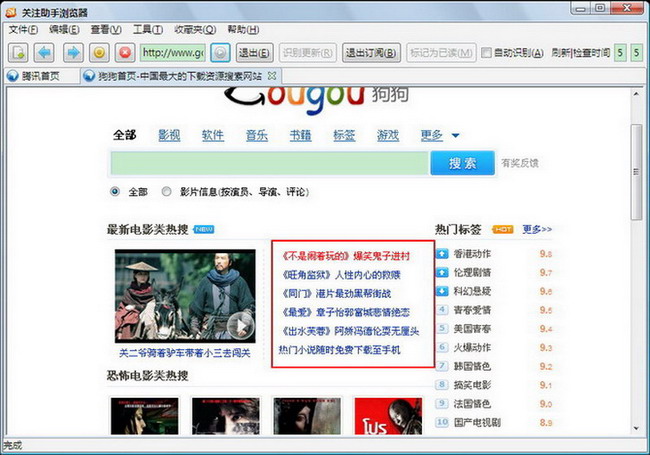 关注助手浏览器
文件(F) 编辑(E) 查看(V) 工具(T) 收藏夹(Q) 帮助(H)
http://www.go 退出(E) 识别更新(R) 退出订阅(B) 标记为已读(M) 自动识别(A) 刷新|检查时间 5 5
腾讯首页 狗狗首页-中国最大的下载资源搜索网站
Gougou 狗狗
全部 影视 软件 音乐 书籍 标签 游戏 更多
搜索 有奖反馈
全部 影片信息(按演员、导演、评论)
最新电影类热搜 NEW
《不是闹着玩的》爆笑鬼子进村
《旺角监狱》人性内心的救赎
《同门》港片最劲黑帮街战
《最爱》章子怡郭富城悲情绝恋
《出水芙蓉》阿娇冯德伦耍无厘头
热门小说随时免费下载至手机
关二爷骑着驴车带着小三去闯关
恐怖电影类热搜
热门标签 HOT 更多>>
香港动作 9.8
伦理剧情 9.7
科幻悬疑 9.6
4 青春爱情 9.5
5 美国青春 9.4
6 火爆动作 9.3
7 韩国情色 9.2
8 搞笑电影 9.1
9 法国情色 9.0
10 国产电视剧 8.9
完成